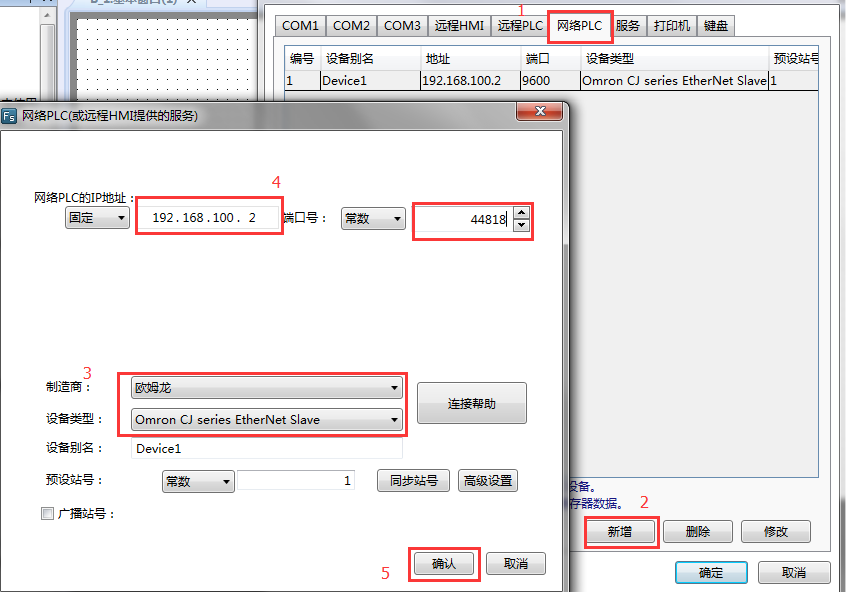 B_1:基本窗口(1)
1
COM1 COM2 COM3 远程HMI 远程PLC 网络PLC 服务 打印机 键盘
编号 设备别名 地址 端口 设备类型 预设站号
1 Device1 192.168.100.2 9600 Omron CJ series EtherNet Slave 1
网络PLC(或远程HMI提供的服务)
4
网络PLC的IP地址：
固定 192.168.100. 2 端口号： 常数 44818
3
制造商： 欧姆龙
设备类型： Omron CJ series EtherNet Slave
连接帮助
设备别名： Device1
预设站号： 常数 1 同步站号 高级设置
广播站号：
设备。
存器数据。
2
新增 删除 修改
5
确认 取消
确定 取消